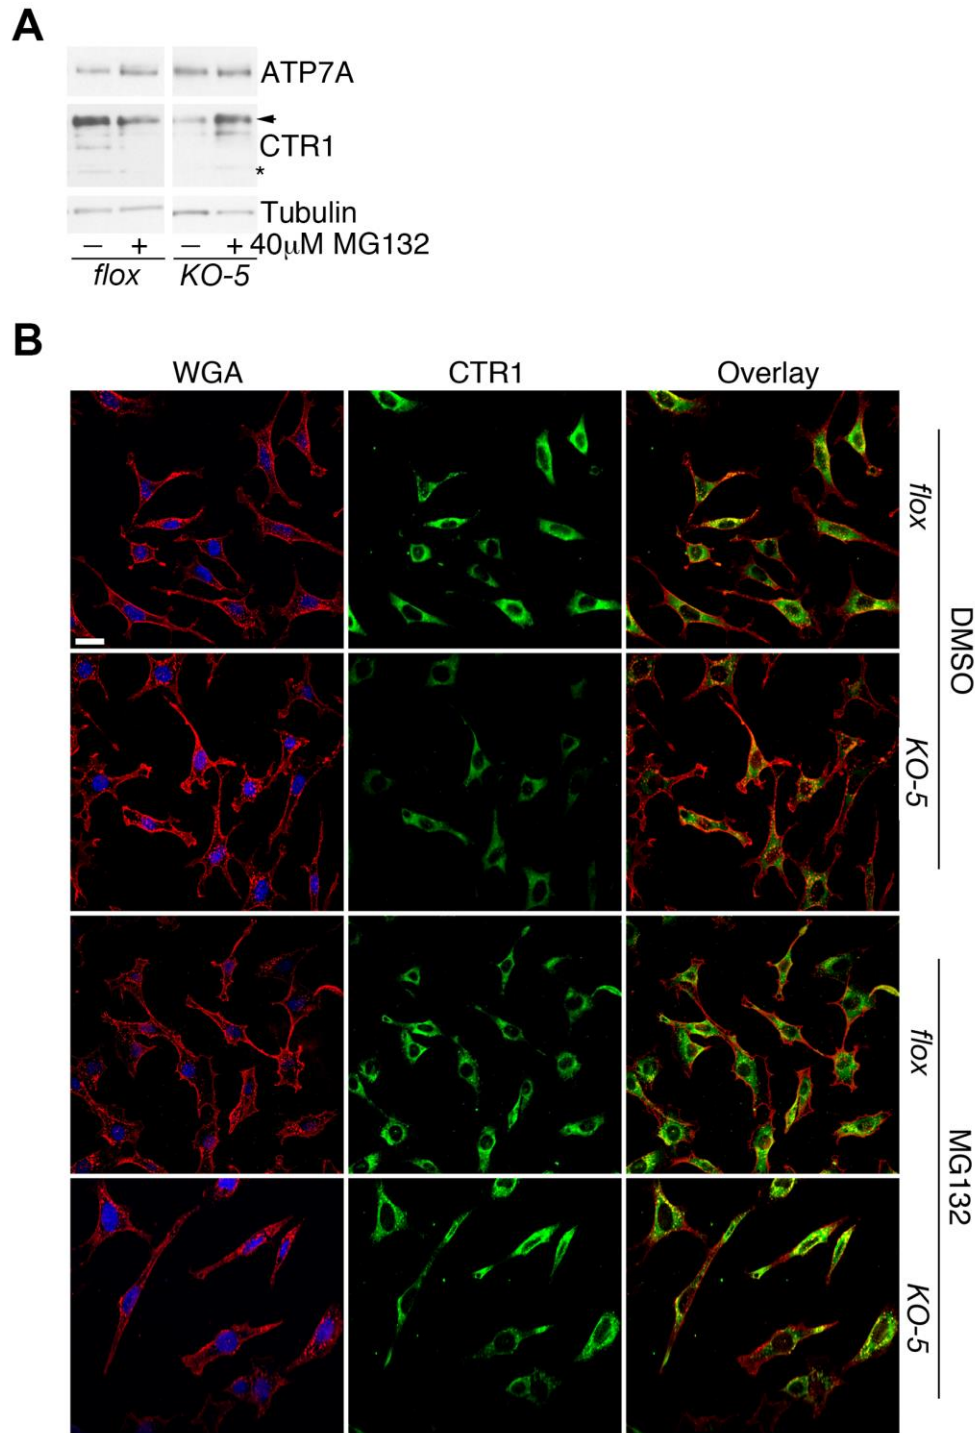 A
ATP7A
CTR1
*
Tubulin
– + – + 40µM MG132
flox KO-5
B
WGA CTR1 Overlay
flox
KO-5
DMSO
flox
KO-5
MG132